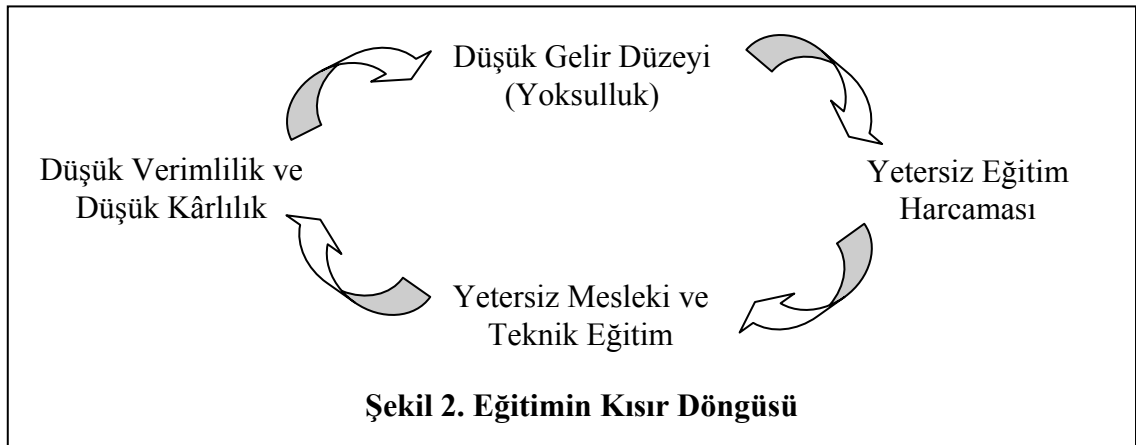 Düşük Gelir Düzeyi
(Yoksulluk)
Düşük Verimlilik ve
Düşük Kârlılık
Yetersiz Eğitim
Harcaması
Yetersiz Mesleki ve
Teknik Eğitim
Şekil 2. Eğitimin Kısır Döngüsü